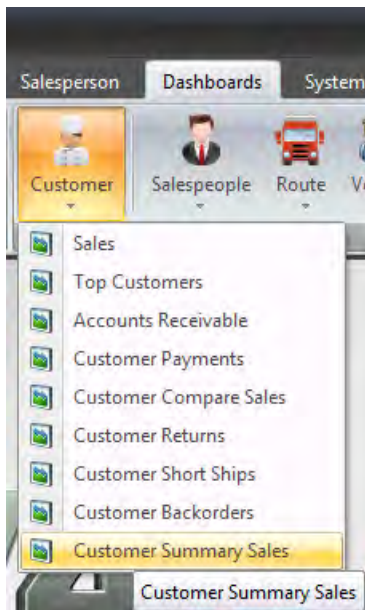 Salesperson Dashboards System
Customer Salespeople Route
Sales
Top Customers
Accounts Receivable
Customer Payments
Customer Compare Sales
Customer Returns
Customer Short Ships
Customer Backorders
Customer Summary Sales
Customer Summary Sales